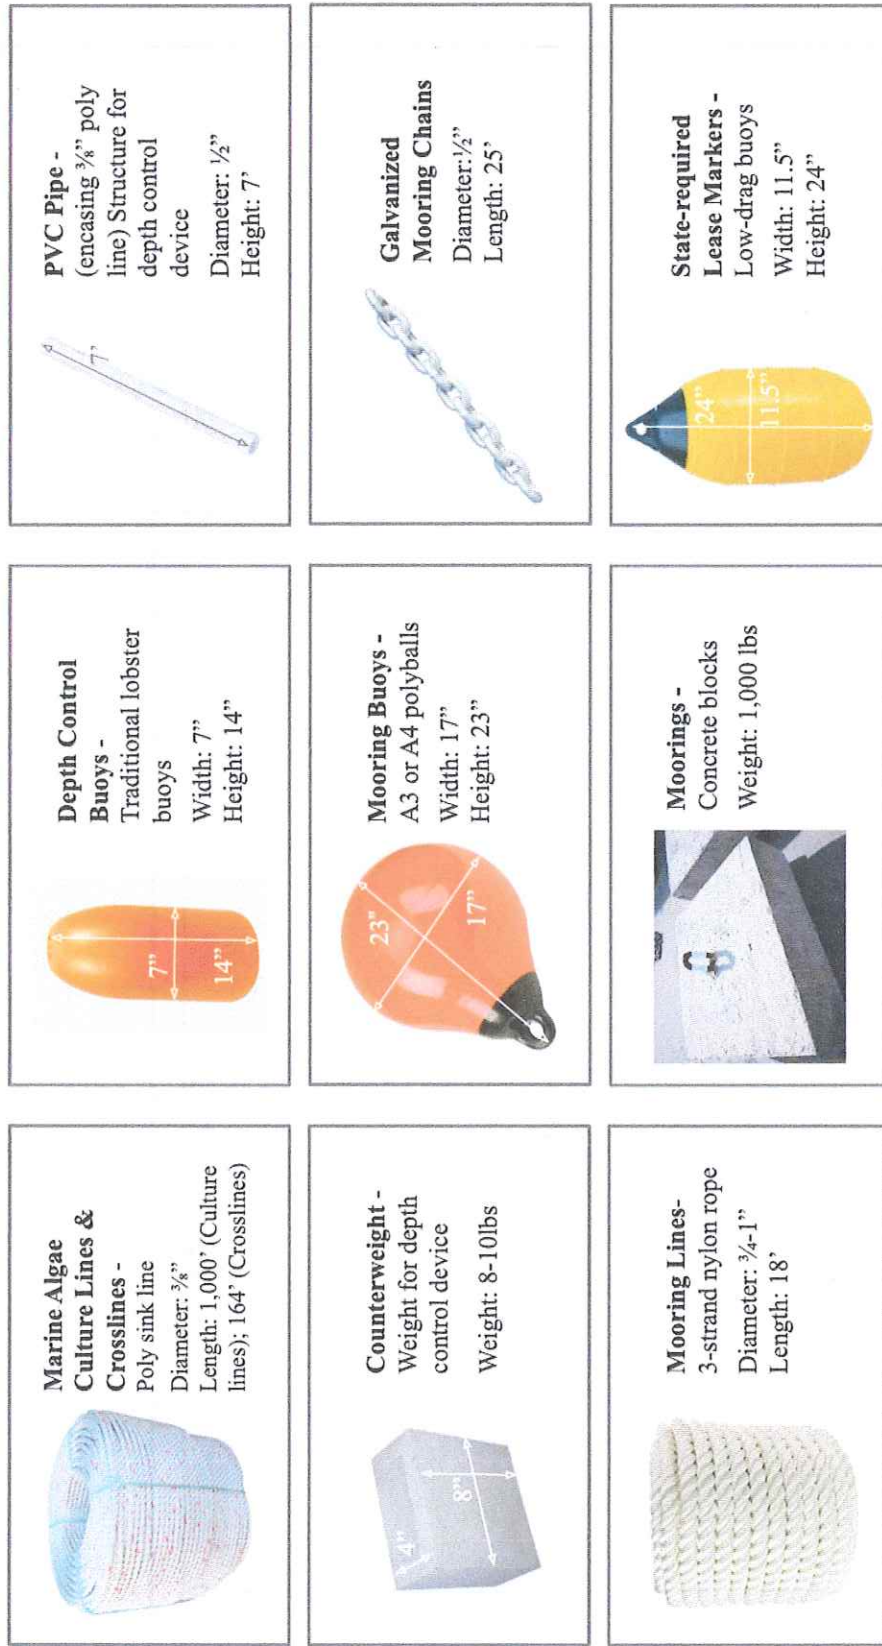 Marine Algae
Culture Lines &
Crosslines -
Poly sink line
Diameter: ⅜”
Length: 1,000’ (Culture
lines); 164’ (Crosslines)
7”
14”
Depth Control
Buoys -
Traditional lobster
buoys
Width: 7”
Height: 14”
7’
PVC Pipe -
(encasing ⅜” poly
line) Structure for
depth control
device
Diameter: ½”
Height: 7’
4”
8”
Counterweight -
Weight for depth
control device
Weight: 8-10lbs
23"
17”
Mooring Buoys -
A3 or A4 polyballs
Width: 17”
Height: 23”
Galvanized
Mooring Chains
Diameter:½”
Length: 25’
Mooring Lines-
3-strand nylon rope
Diameter: ¾-1”
Length: 18’
Moorings -
Concrete blocks
Weight: 1,000 lbs
24”
11.5”
State-required
Lease Markers -
Low-drag buoys
Width: 11.5”
Height: 24”